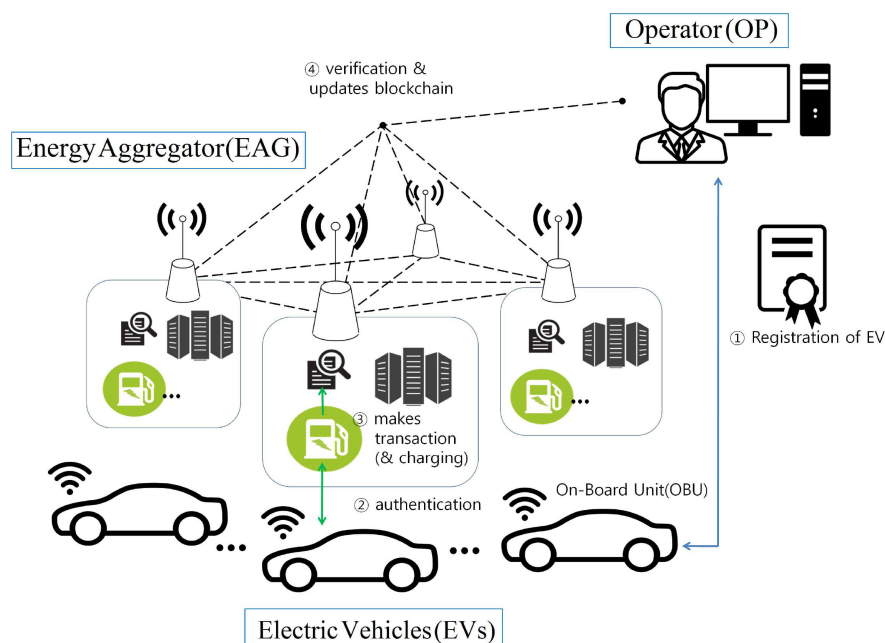 Operator(OP)
④ verification &
updates blockchain
Energy Aggregator(EAG)
① Registration of EV
③ makes
transaction
(& charging)
...
...
② authentication
On-Board Unit(OBU)
...
...
Electric Vehicles(EVs)